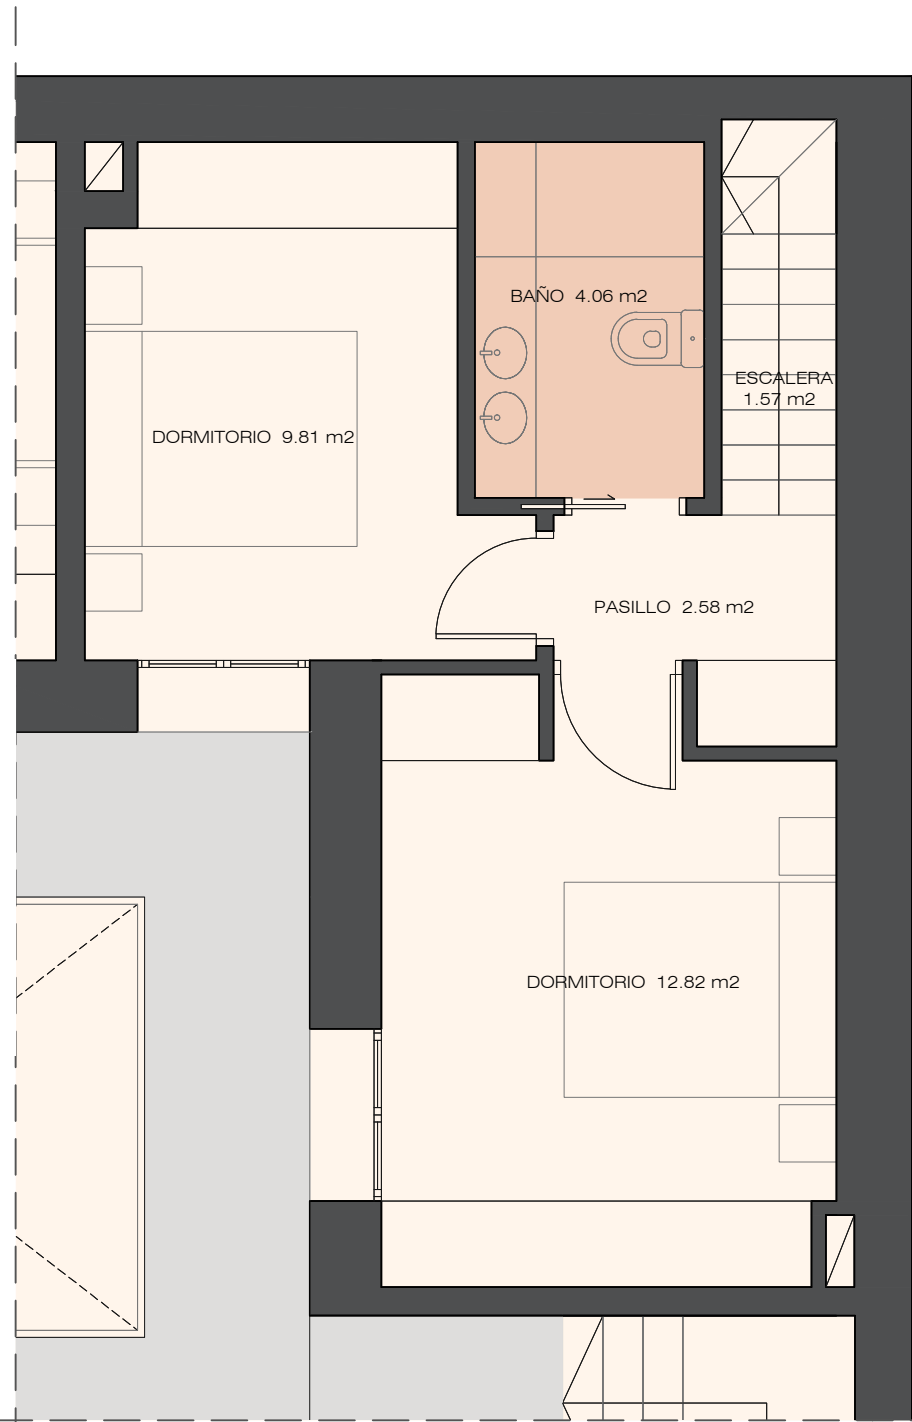 BAÑO 4.06 m2
ESCALERA
1.57 m2
DORMITORIO 9.81 m2
PASILLO 2.58 m2
DORMITORIO 12.82 m2